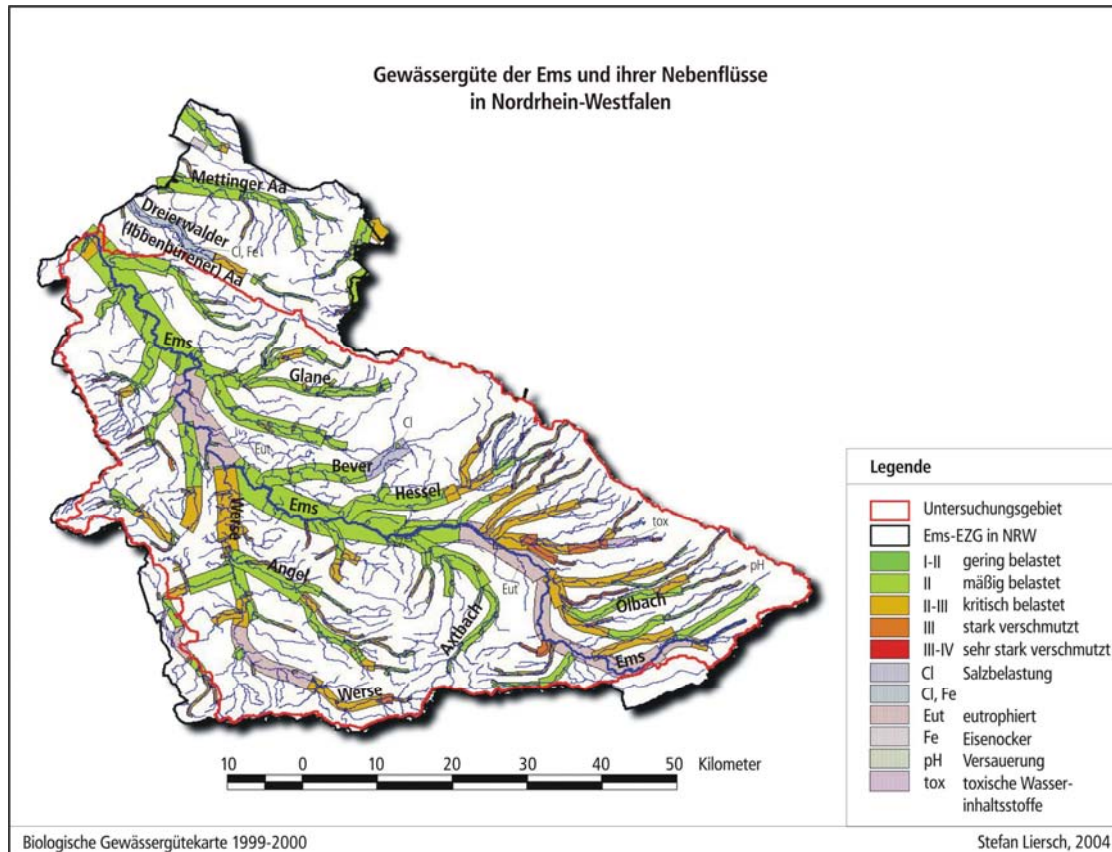 Gewässergüte der Ems und ihrer Nebenflüsse
in Nordrhein-Westfalen
Mettinger Aa
Dreierwalder
(Ibbenbürener) Aa
Cl, Fe
Ems
Glane
Cl
Eut
Bever
Hessel
Werse
Ems
tox
Angel
pH
Eut
Olbach
Axtbach
Ems
Werse
10 0 10 20 30 40 50 Kilometer
Legende
Untersuchungsgebiet
Ems-EZG in NRW
I-II gering belastet
II mäßig belastet
II-III kritisch belastet
III stark verschmutzt
III-IV sehr stark verschmutzt
Cl Salzbelastung
Cl, Fe
Eut eutrophiert
Fe Eisenocker
pH Versauerung
tox toxische Wasser-
inhaltsstoffe
Biologische Gewässergütekarte 1999-2000
Stefan Liersch, 2004